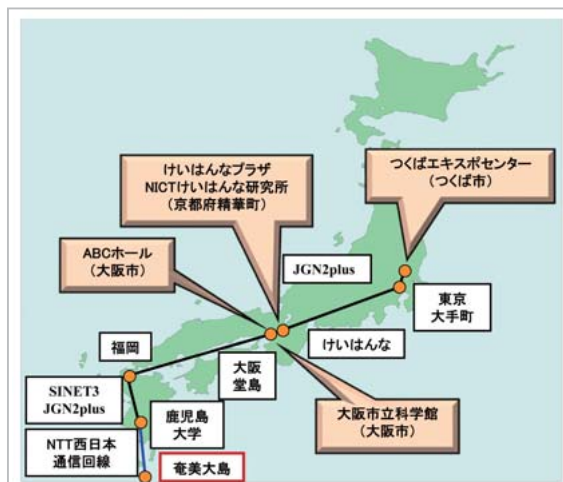 けいはんなプラザ
NICTけいはんな研究所
(京都府精華町)
つくばエキスポセンター
(つくば市)
ABCホール
(大阪市)
JGN2plus
東京
大手町
福岡
大阪
堂島
けいはんな
SINET3
JGN2plus
鹿児島
大学
大阪市立科学館
(大阪市)
NTT西日本
通信回線
奄美大島